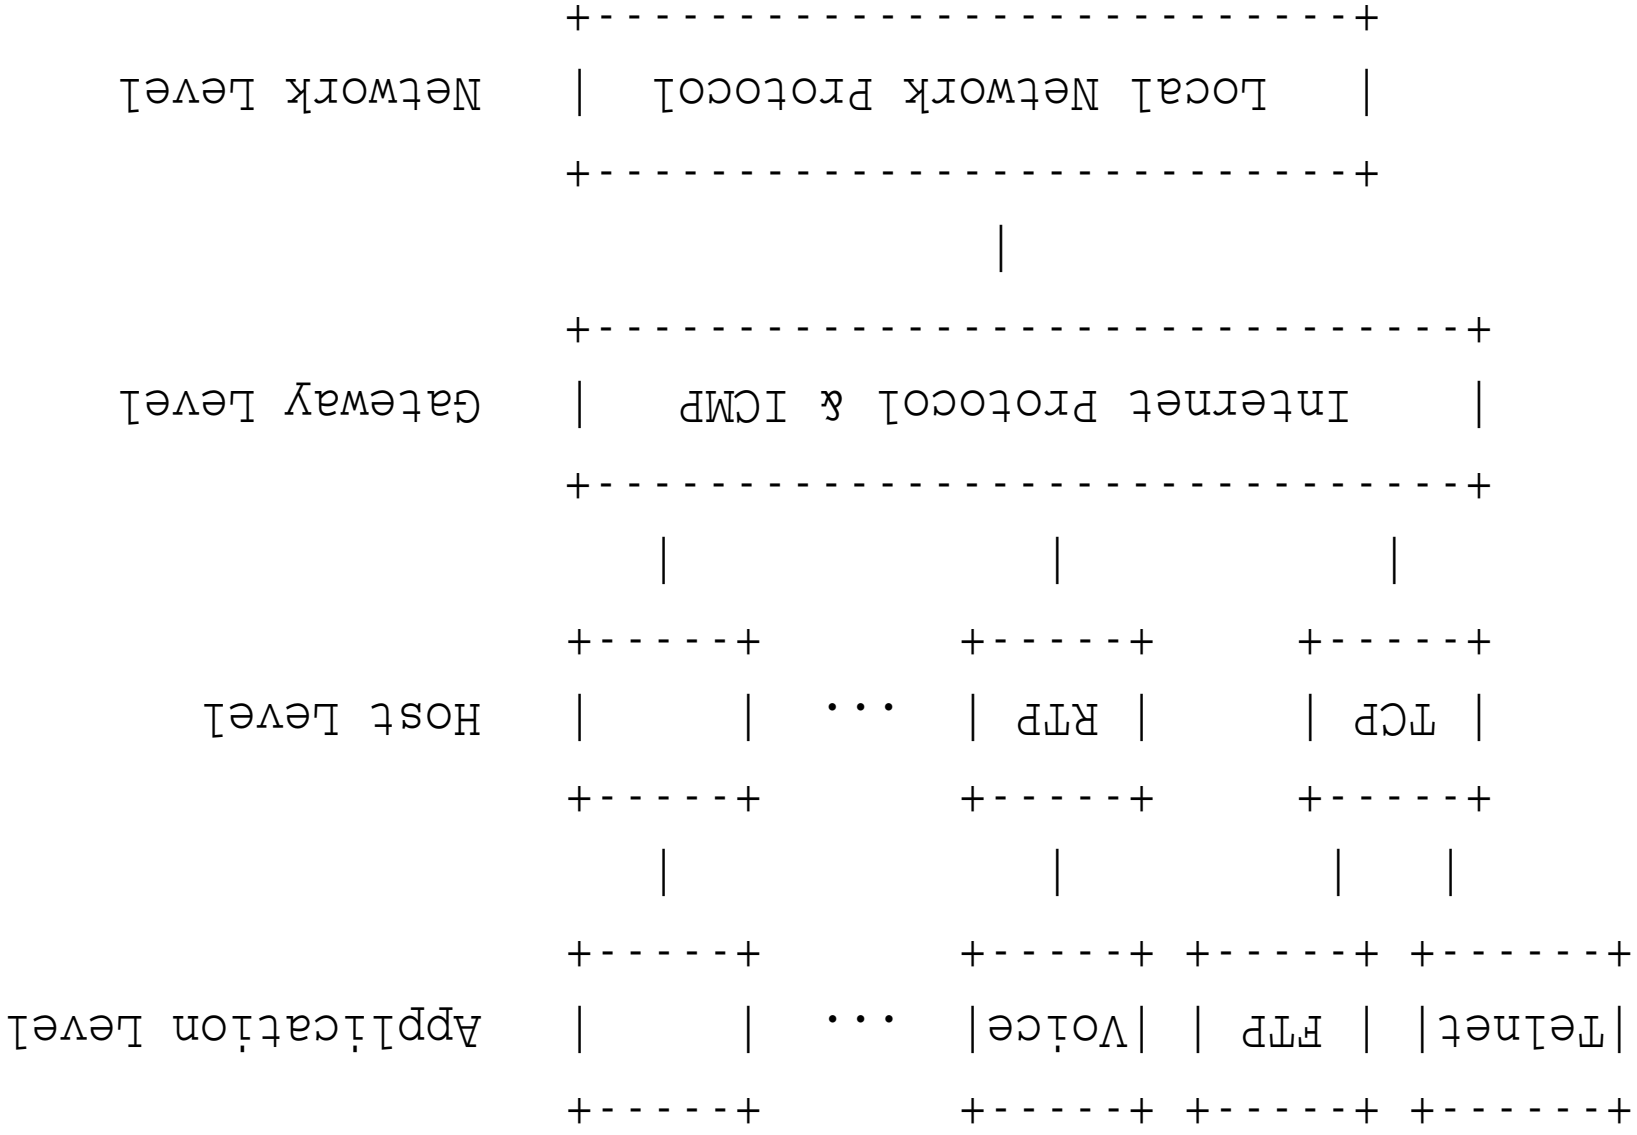 +------+ +-----+ +-----+       +-----+
|Telnet| | FTP | |Voice|  ...  |     |   Application Level
+------+ +-----+ +-----+       +-----+
      |   |         |             |
     +-----+     +-----+       +-----+
     | TCP |     | RTP |  ...  |     |   Host Level
     +-----+     +-----+       +-----+
        |           |             |
     +-------------------------------+
     |    Internet Protocol & ICMP   |   Gateway Level
     +-------------------------------+
                      |
         +---------------------------+
         |   Local Network Protocol  |   Network Level
         +---------------------------+